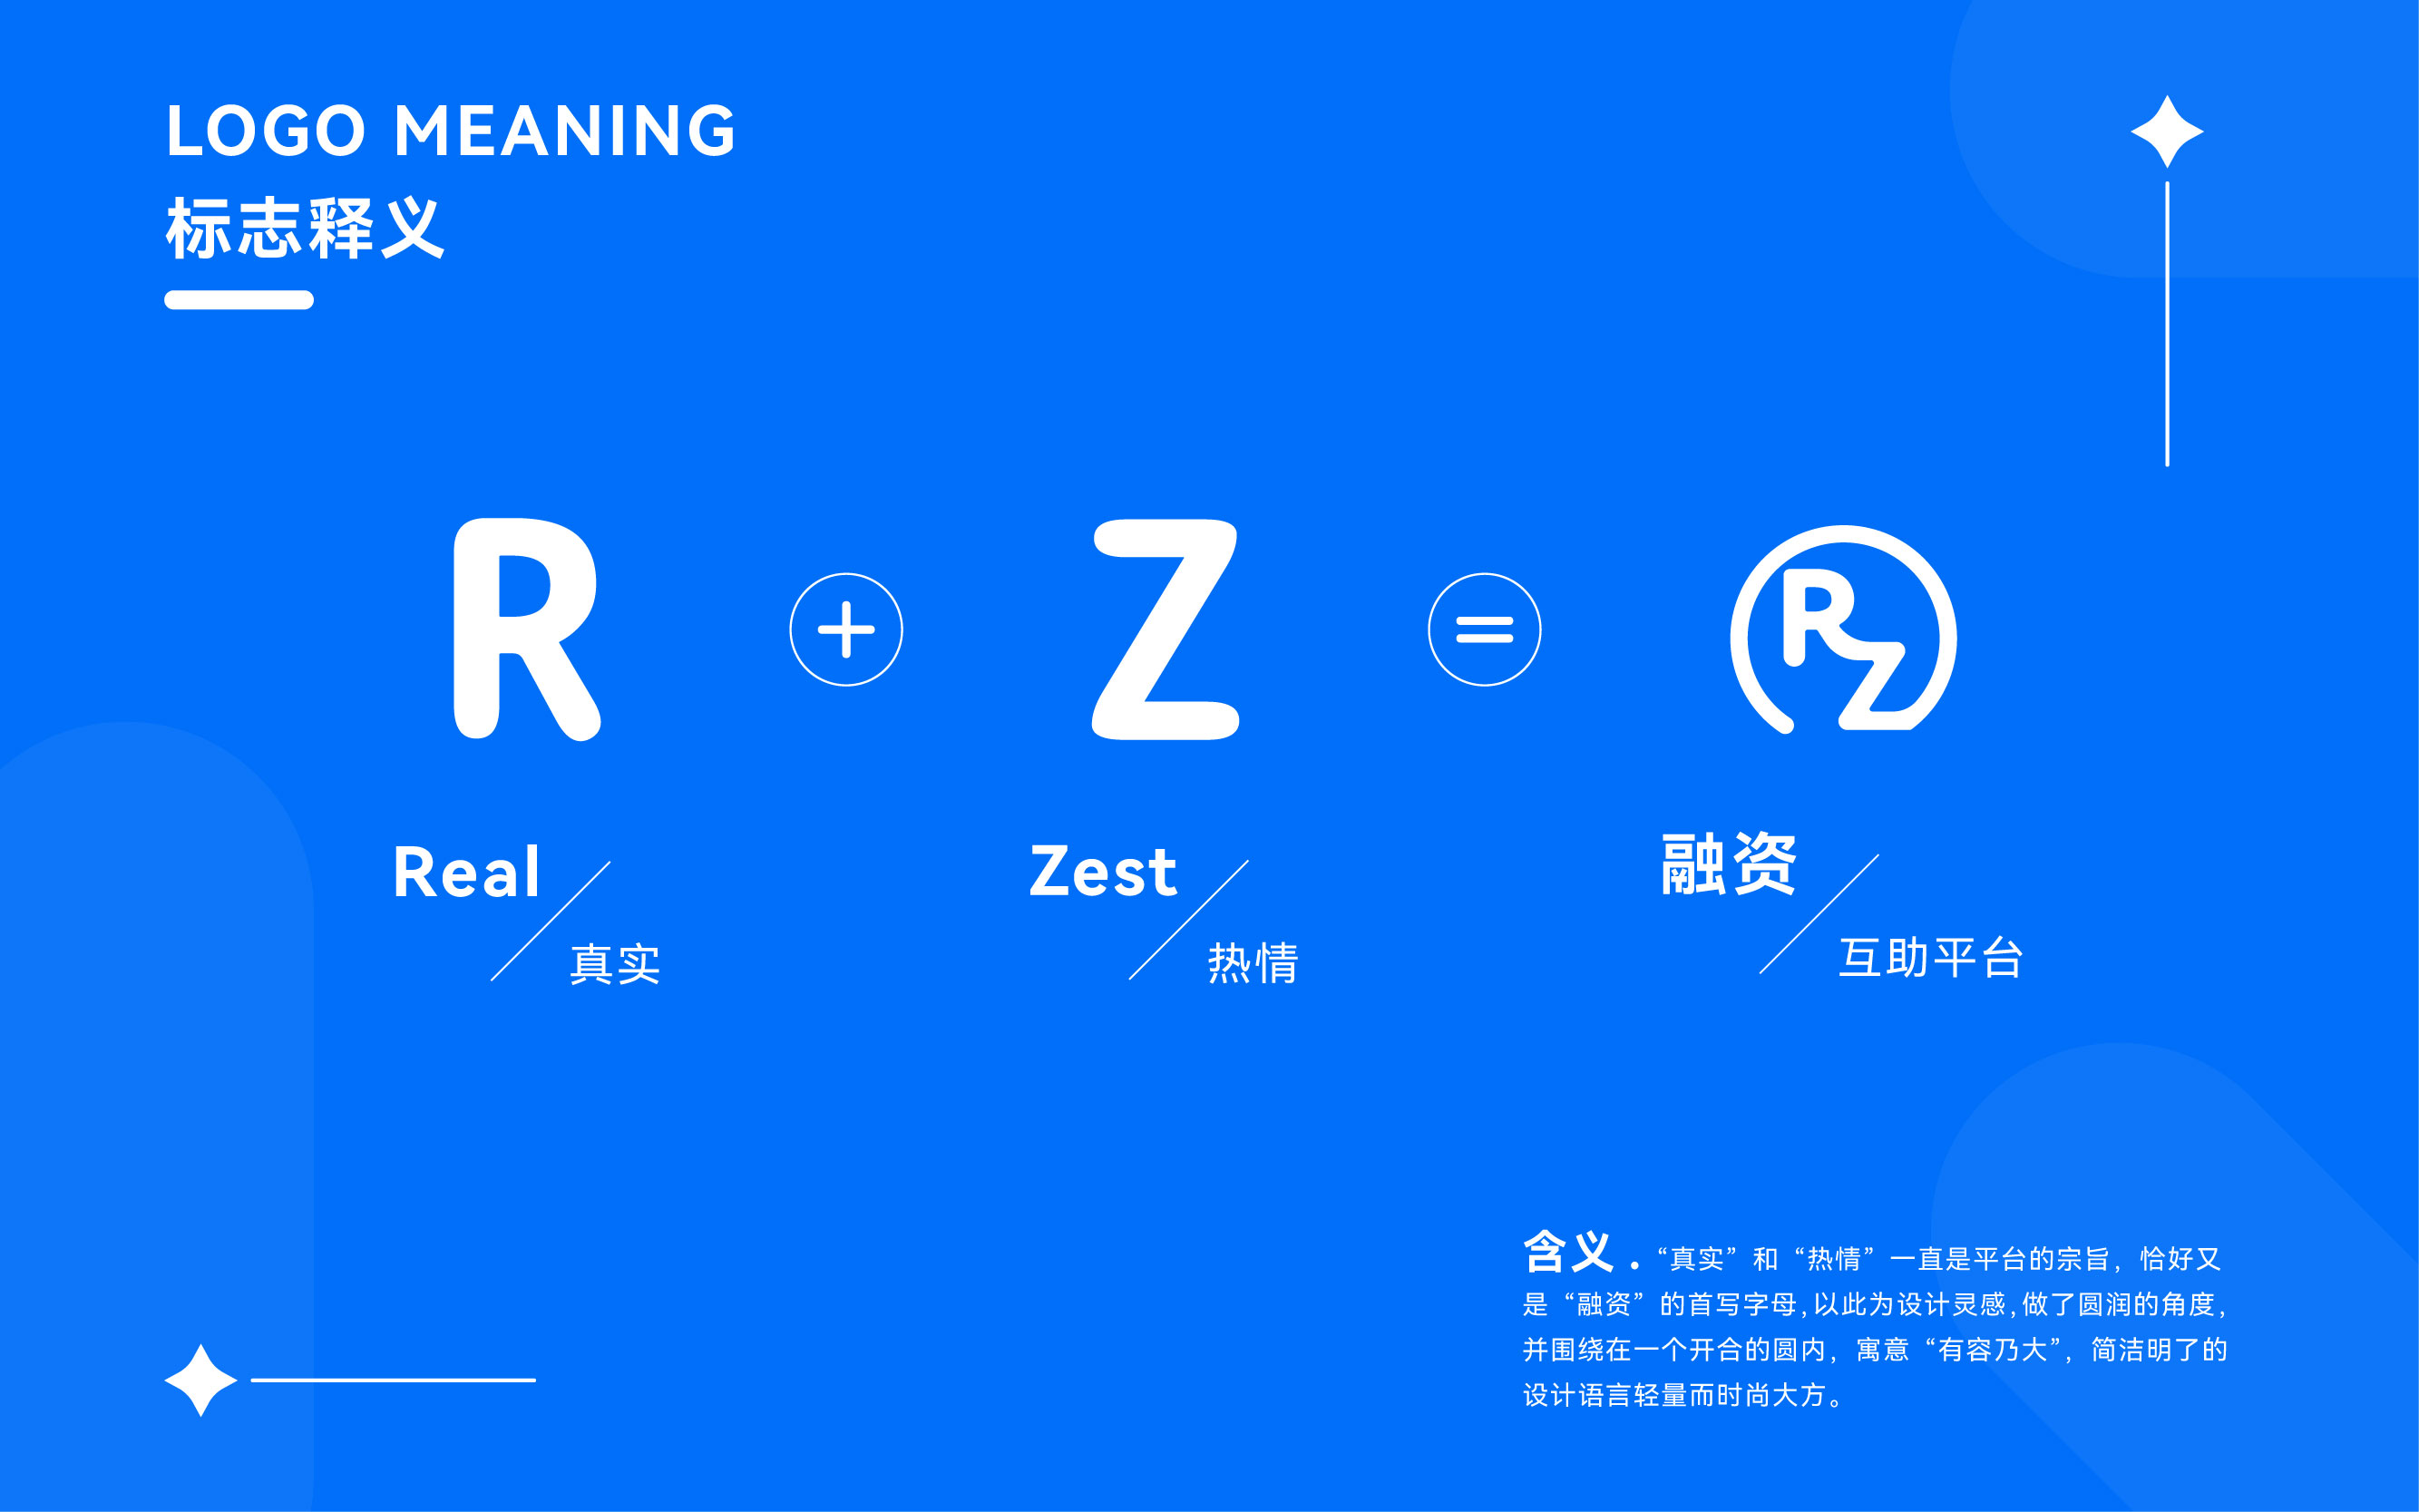 LOGO MEANING
标志释义
R + Z = RZ
Real / 真实
Zest / 热情
融资 / 互助平台
含义 . “真实” 和 “热情” 一直是平台的宗旨，恰好又
是 “融资” 的首写字母,以此为设计灵感,做了圆润的角度,
并围绕在一个开合的圆内，寓意 “有容乃大”，简洁明了的
设计语言轻量而时尚大方。